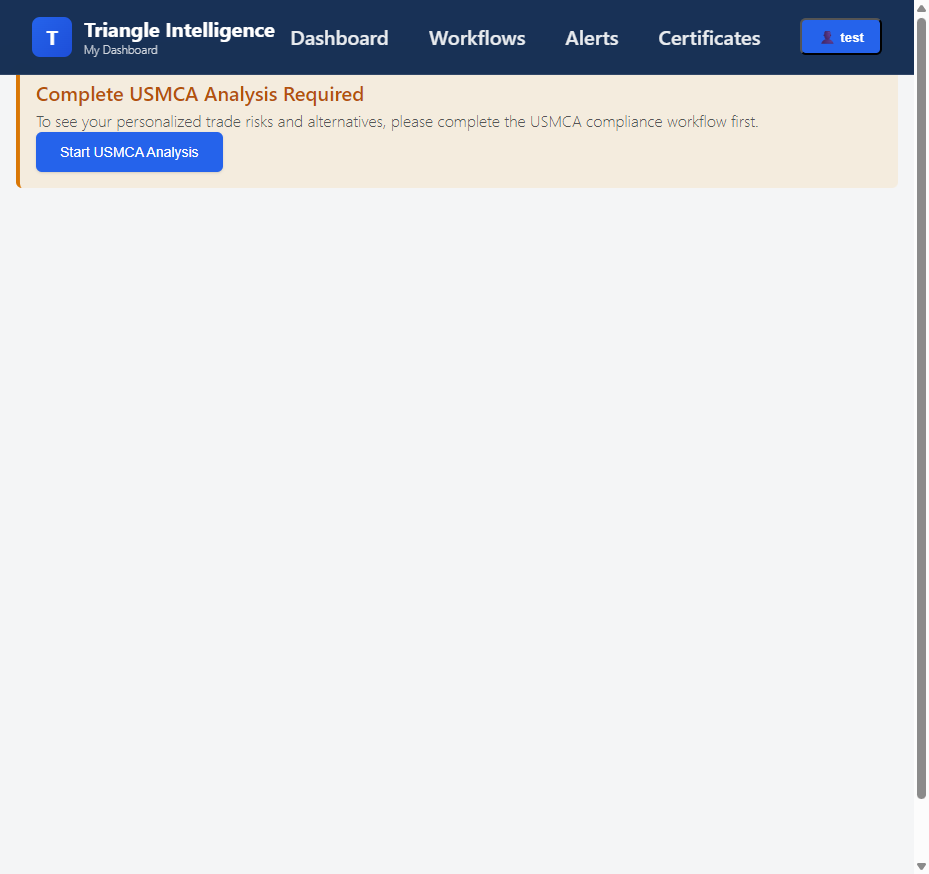 T
Triangle Intelligence
My Dashboard
Dashboard
Workflows
Alerts
Certificates
test
Complete USMCA Analysis Required
To see your personalized trade risks and alternatives, please complete the USMCA compliance workflow first.
Start USMCA Analysis